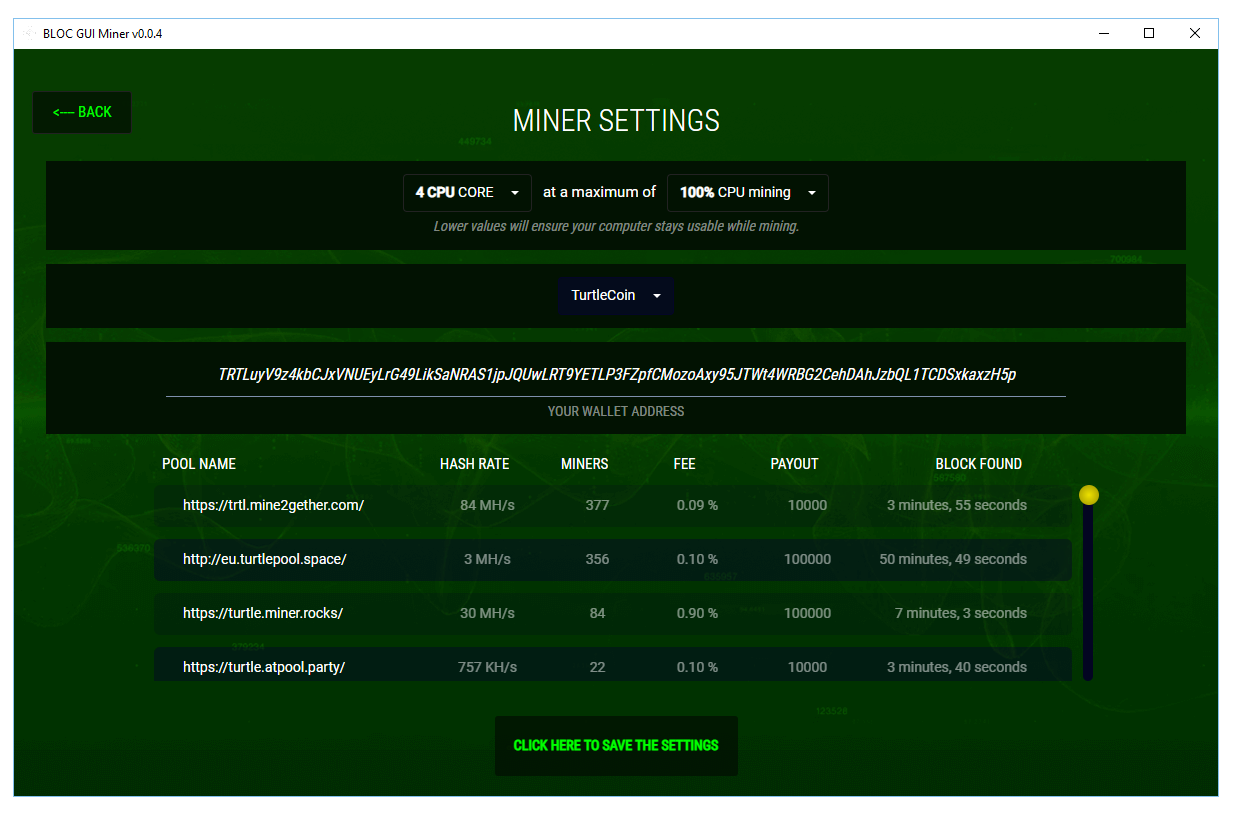 BLOC GUI Miner v0.0.4
<---- BACK
MINER SETTINGS
449734
4 CPU CORE at a maximum of 100% CPU mining
Lower values will ensure your computer stays usable while mining.
700984
TurtleCoin
TRTLuyV9z4kbCJxVNUEyLrG49LikSaNRAS1jpJQUwLRT9YETLP3FZpfCMozoAxy95JTWt4WRBG2CehDAhJzbQL1TCDSxkaxzH5p
YOUR WALLET ADDRESS
POOL NAME HASH RATE MINERS FEE PAYOUT BLOCK FOUND
https://trtl.mine2gether.com/ 84 MH/s 377 0.09 % 10000 3 minutes, 55 seconds
http://eu.turtlepool.space/ 3 MH/s 356 0.10 % 100000 50 minutes, 49 seconds
https://turtle.miner.rocks/ 30 MH/s 84 0.90 % 100000 7 minutes, 3 seconds
https://turtle.atpool.party/ 757 KH/s 22 0.10 % 10000 3 minutes, 40 seconds
123528
CLICK HERE TO SAVE THE SETTINGS